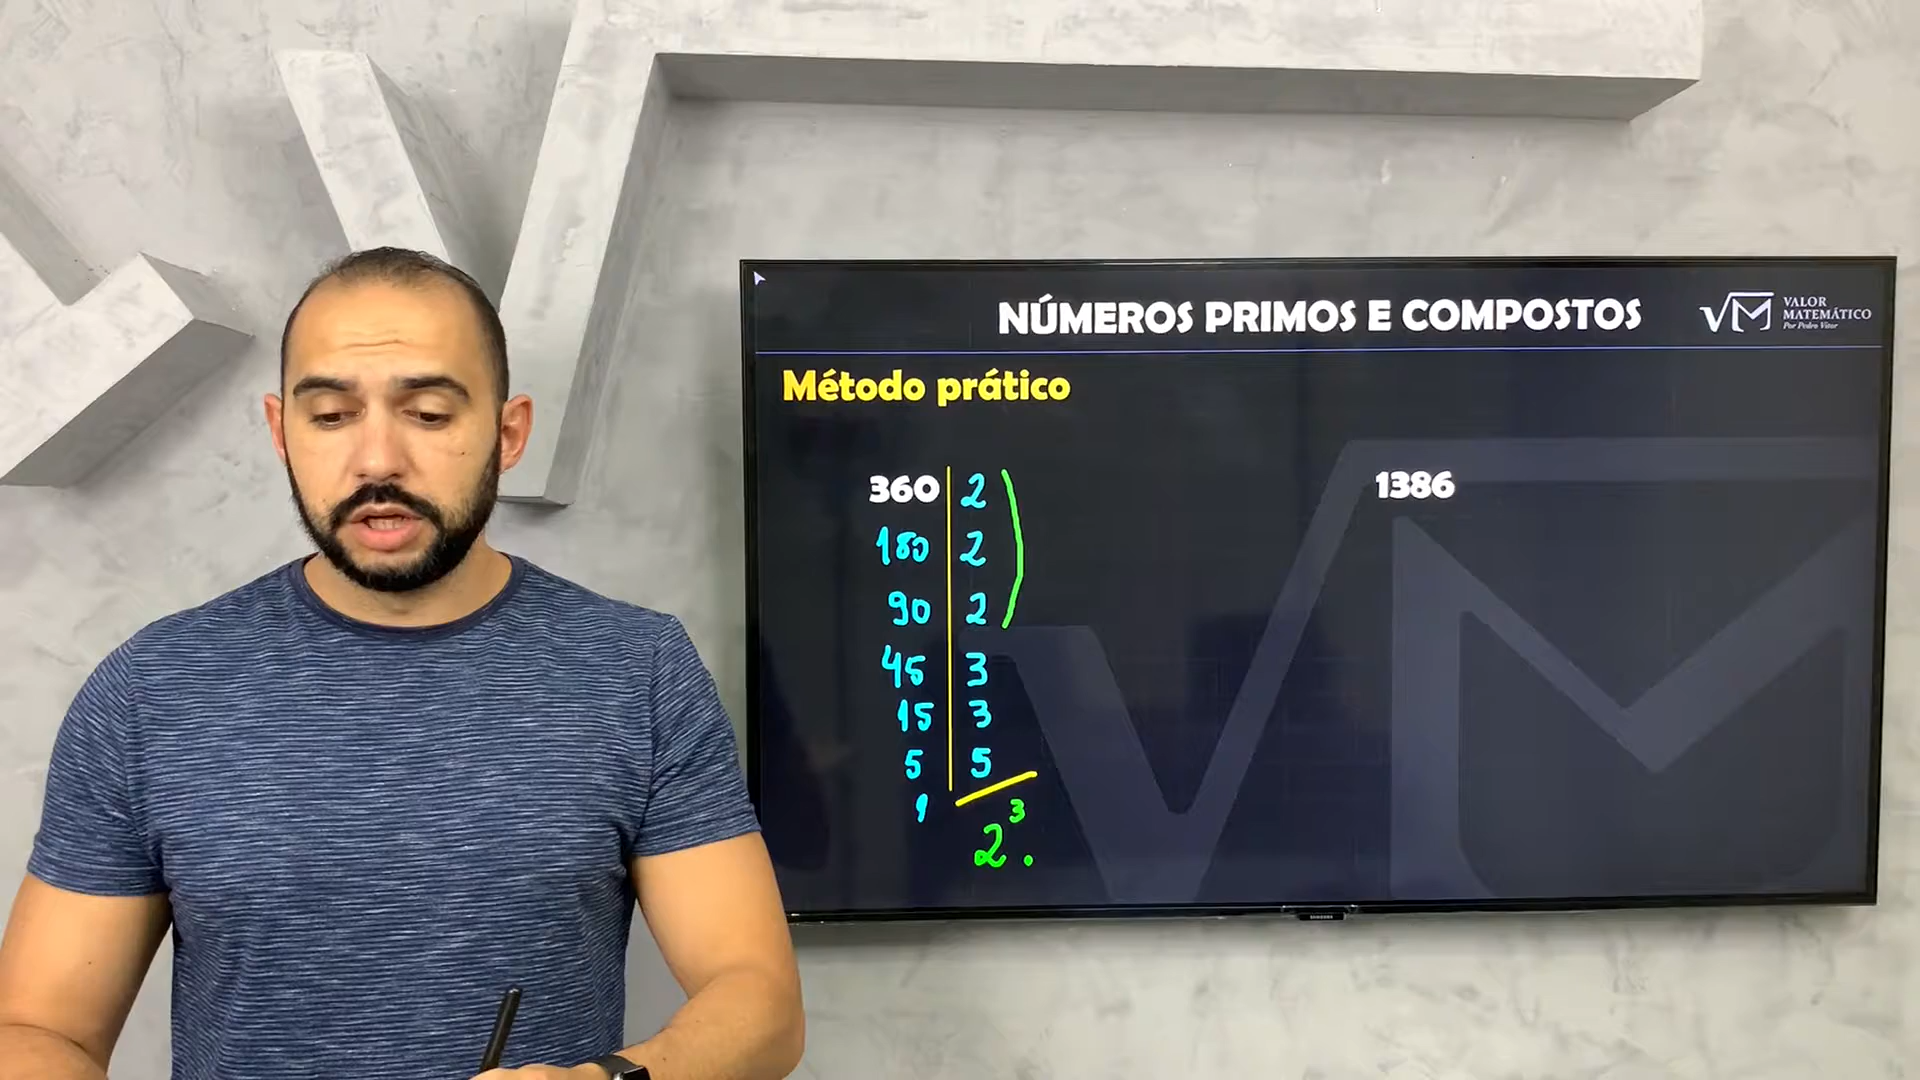 NÚMEROS PRIMOS E COMPOSTOS
VALOR
MATEMÁTICO
Por Pedro Vitor
Método prático
360 2
180 2
90 2
45 3
15 3
5 5
1
2³.
1386
SAMSUNG